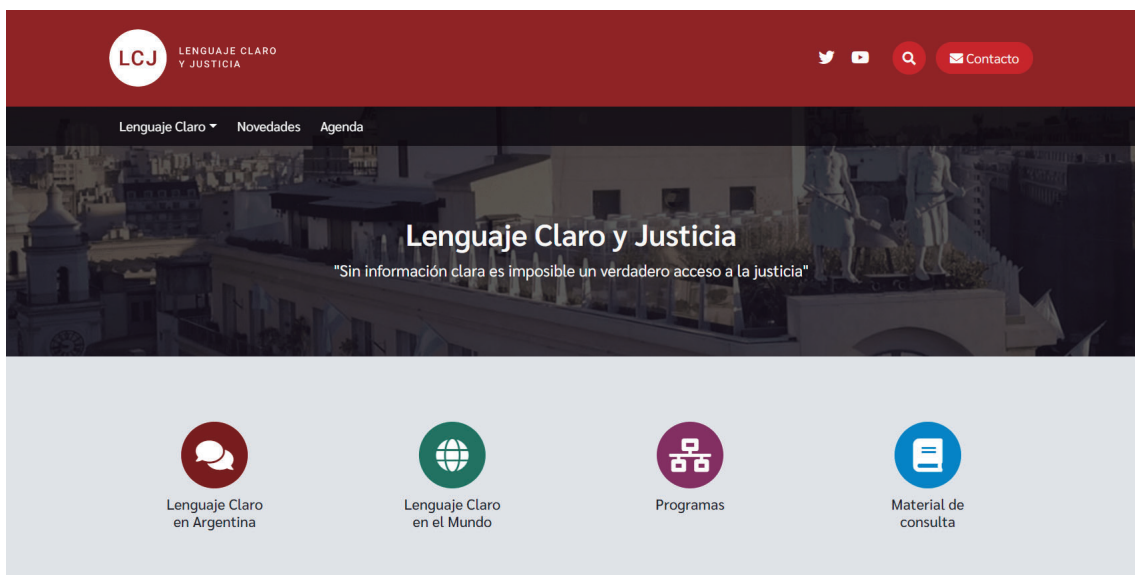 LCJ
LENGUAJE CLARO
Y JUSTICIA
Contacto
Lenguaje Claro
Novedades
Agenda
Lenguaje Claro y Justicia
"Sin información clara es imposible un verdadero acceso a la justicia"
Lenguaje Claro
en Argentina
Lenguaje Claro
en el Mundo
Programas
Material de
consulta